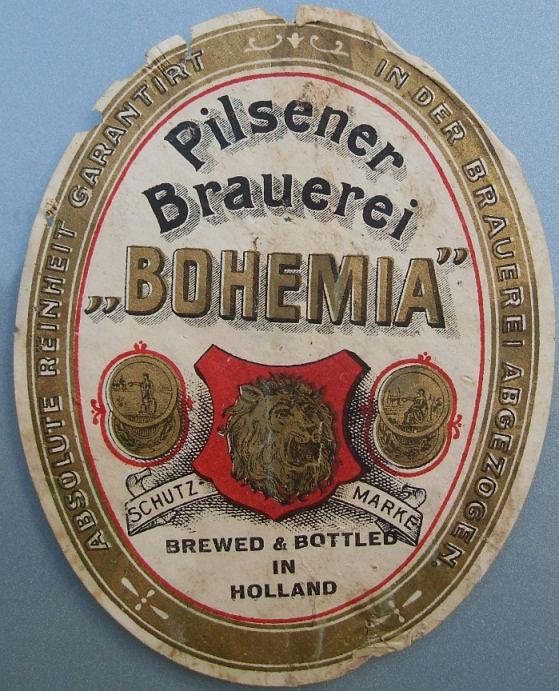 ABSOLUTE REINHEIT GARANTIRT
IN DER BRAUEREI ABGEZOGEN.
Pilsener
Brauerei
„BOHEMIA”
SCHUTZ-MARKE
BREWED & BOTTLED
IN
HOLLAND